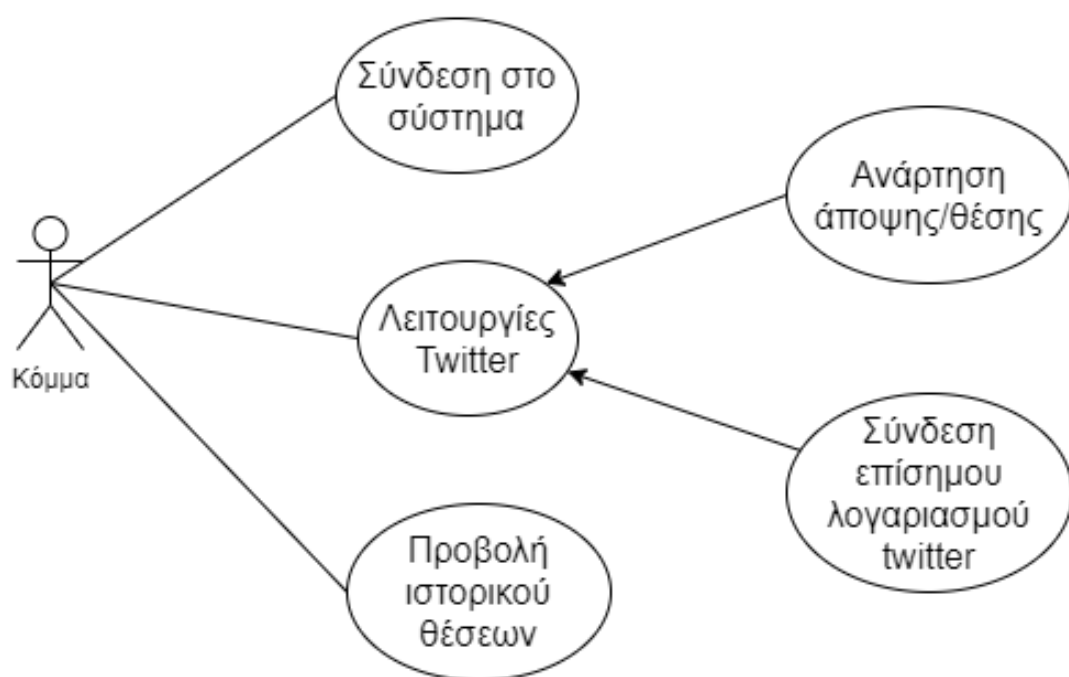 Σύνδεση στο
σύστημα
Ανάρτηση
άποψης/θέσης
Λειτουργίες
Twitter
Κόμμα
Σύνδεση
επίσημου
λογαριασμού
twitter
Προβολή
ιστορικού
θέσεων